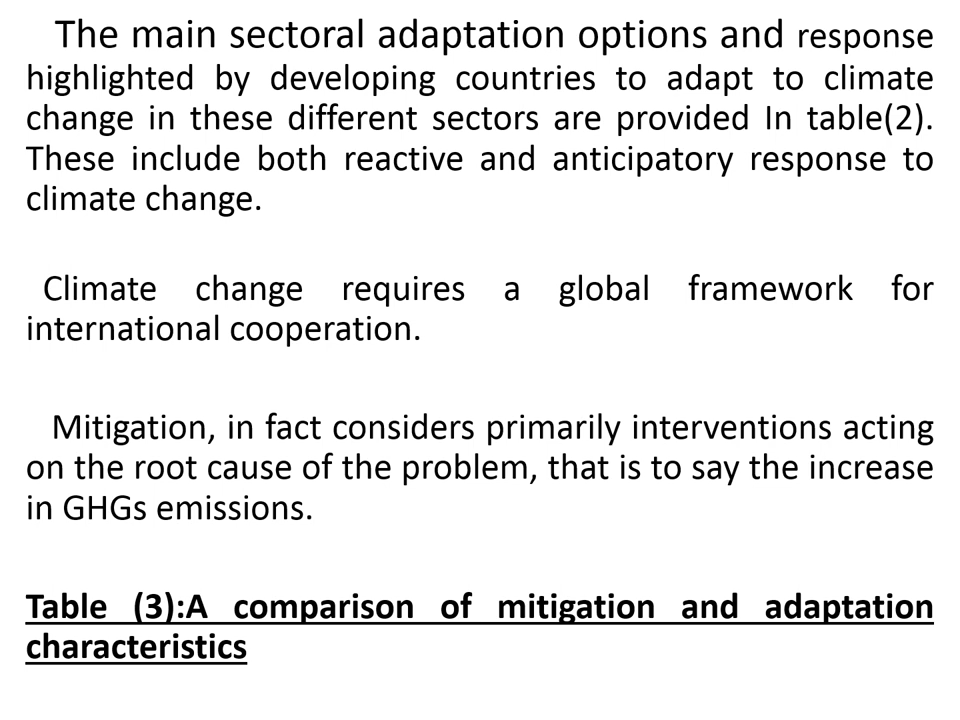 The main sectoral adaptation options and response
highlighted by developing countries to adapt to climate
change in these different sectors are provided In table(2).
These include both reactive and anticipatory response to
climate change.
Climate change requires a global framework for
international cooperation.
Mitigation, in fact considers primarily interventions acting
on the root cause of the problem, that is to say the increase
in GHGs emissions.
Table (3):A comparison of mitigation and adaptation
characteristics